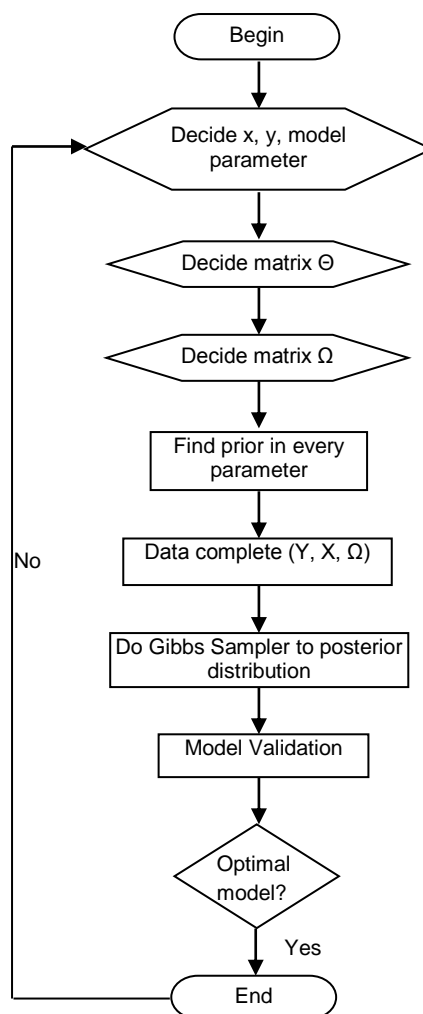 Begin
Decide x, y, model
parameter
Decide matrix Θ
Decide matrix Ω
Find prior in every
parameter
Data complete (Y, X, Ω)
No
Do Gibbs Sampler to posterior
distribution
Model Validation
Optimal
model?
Yes
End